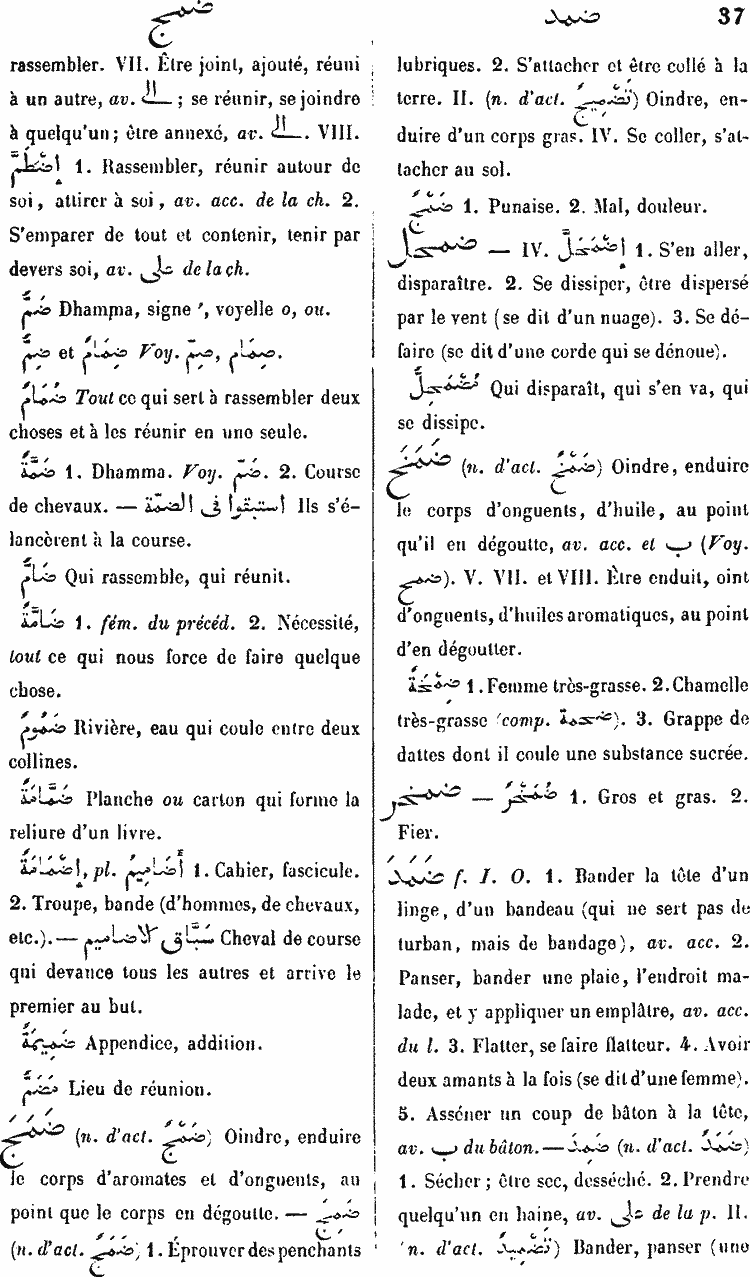 ضمج
ضمد 37
rassembler. VII. Être joint, ajouté, réuni
à un autre, av. إلى; se réunir, se joindre
à quelqu'un; être annexé, av. إلى. VIII.
إِضْطَمَّ 1. Rassembler, réunir autour de
soi, attirer à soi, av. acc. de la ch. 2.
S'emparer de tout et contenir, tenir par
devers soi, av. على de la ch.
ضَمٌّ Dhamma, signe ُ, voyelle o, ou.
ضِمٌّ et ضِمَامٌ Voy. صِمّ, صِمَام.
ضِمَامٌ Tout ce qui sert à rassembler deux
choses et à les réunir en une seule.
ضَمَّةٌ 1. Dhamma. Voy. ضَمّ. 2. Course
de chevaux. — استبقوا فى الضمّة Ils s'é-
lancèrent à la course.
ضَامٌّ Qui rassemble, qui réunit.
ضَامَّةٌ 1. fém. du précéd. 2. Nécessité,
tout ce qui nous force de faire quelque
chose.
ضُمُومٌ Rivière, eau qui coule entre deux
collines.
ضَمَّامَةٌ Planche ou carton qui forme la
reliure d'un livre.
إِضْمَامَةٌ, pl. أَضَامِيمُ 1. Cahier, fascicule.
2. Troupe, bande (d'hommes, de chevaux,
etc.). — سَبَّاق الاضاميم Cheval de course
qui devance tous les autres et arrive le
premier au but.
ضَمِيمَةٌ Appendice, addition.
مَضَمٌّ Lieu de réunion.
ضَمَجَ (n. d'act. ضَمْجٌ) Oindre, enduire
le corps d'aromates et d'onguents, au
point que le corps en dégoutte. — ضَمِجَ
(n. d'act. ضَمَجٌ) 1. Éprouver des penchants
lubriques. 2. S'attacher et être collé à la
terre. II. (n. d'act. تَضْمِيجٌ) Oindre, en-
duire d'un corps gras. IV. Se coller, s'at-
tacher au sol.
ضَمْجٌ 1. Punaise. 2. Mal, douleur.
ضمحل — IV. إِضْمَحَلَّ 1. S'en aller,
disparaître. 2. Se dissiper, être dispersé
par le vent (se dit d'un nuage). 3. Se dé-
faire (se dit d'une corde qui se dénoue).
مُضْمَحِلٌّ Qui disparaît, qui s'en va, qui
se dissipe.
ضَمَخَ (n. d'act. ضَمْخٌ) Oindre, enduire
le corps d'onguents, d'huile, au point
qu'il en dégoutte, av. acc. et ب (Voy.
ضمج). V. VII. et VIII. Être enduit, oint
d'onguents, d'huiles aromatiques, au point
d'en dégoutter.
ضَمْخَةٌ 1. Femme très-grasse. 2. Chamelle
très-grasse (comp. ضخمة). 3. Grappe de
dattes dont il coule une substance sucrée.
ضمخر — ضُمَّخْرٌ 1. Gros et gras. 2.
Fier.
ضَمَدَ f. I. O. 1. Bander la tête d'un
linge, d'un bandeau (qui ne sert pas de
turban, mais de bandage), av. acc. 2.
Panser, bander une plaie, l'endroit ma-
lade, et y appliquer un emplâtre, av. acc.
du l. 3. Flatter, se faire flatteur. 4. Avoir
deux amants à la fois (se dit d'une femme).
5. Asséner un coup de bâton à la tête,
av. ب du bâton. — ضَمِدَ (n. d'act. ضَمَدٌ)
1. Sécher; être sec, desséché. 2. Prendre
quelqu'un en haine, av. على de la p. II.
(n. d'act. تَضْمِيدٌ) Bander, panser (une